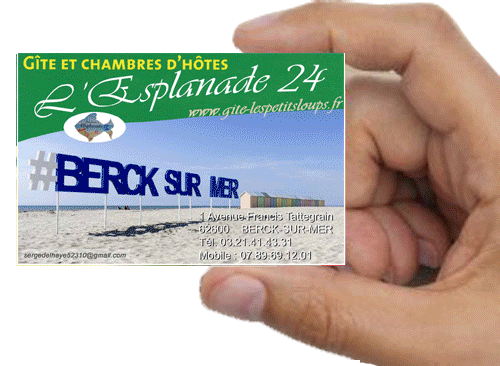 GÎTE ET CHAMBRES D'HÔTES
L'Esplanade 24
www.gite-lespetitsloups.fr
#BERCK SUR MER
1 Avenue Francis Tattegrain
62600 BERCK-SUR-MER
Tél. 03.21.41.43.31
Mobile : 07.89.69.12.01
sergedelhaye62310@gmail.com